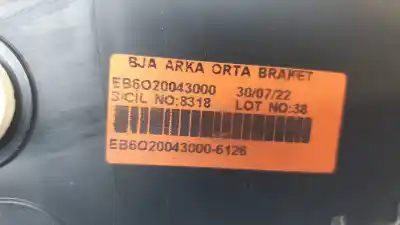 BJA ARKA ORTA BRAKET
EB6O20043000 30/07/22
SICIL NO:8318 LOT NO:38
EB6O20043000-6126